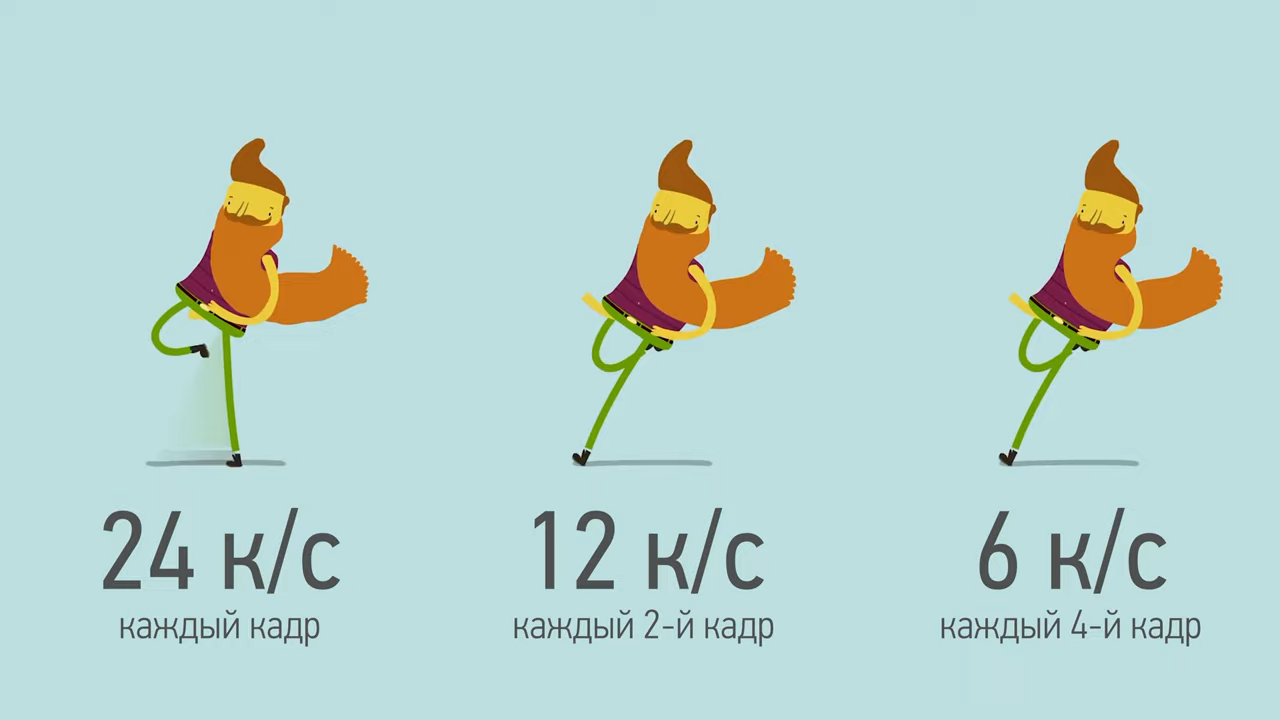 24 к/с
каждый кадр
12 к/с
каждый 2-й кадр
6 к/с
каждый 4-й кадр